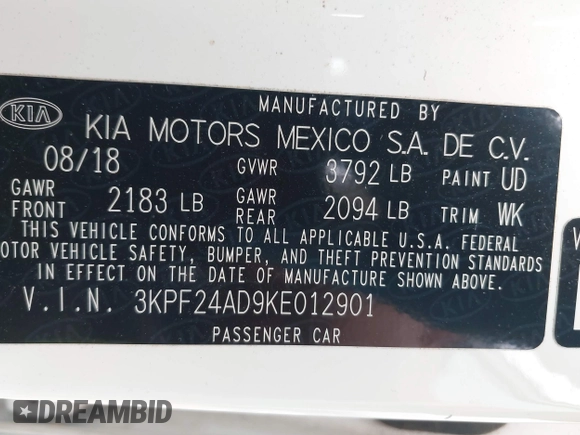 KIA
MANUFACTURED BY
KIA MOTORS MEXICO S.A. DE C.V.
08/18 GVWR 3792 LB PAINT UD
GAWR FRONT 2183 LB GAWR REAR 2094 LB TRIM WK
THIS VEHICLE CONFORMS TO ALL APPLICABLE U.S.A. FEDERAL
MOTOR VEHICLE SAFETY, BUMPER, AND THEFT PREVENTION STANDARDS
IN EFFECT ON THE DATE OF MANUFACTURE SHOWN ABOVE.
V.I.N. 3KPF24AD9KE012901
PASSENGER CAR
DREAMBID